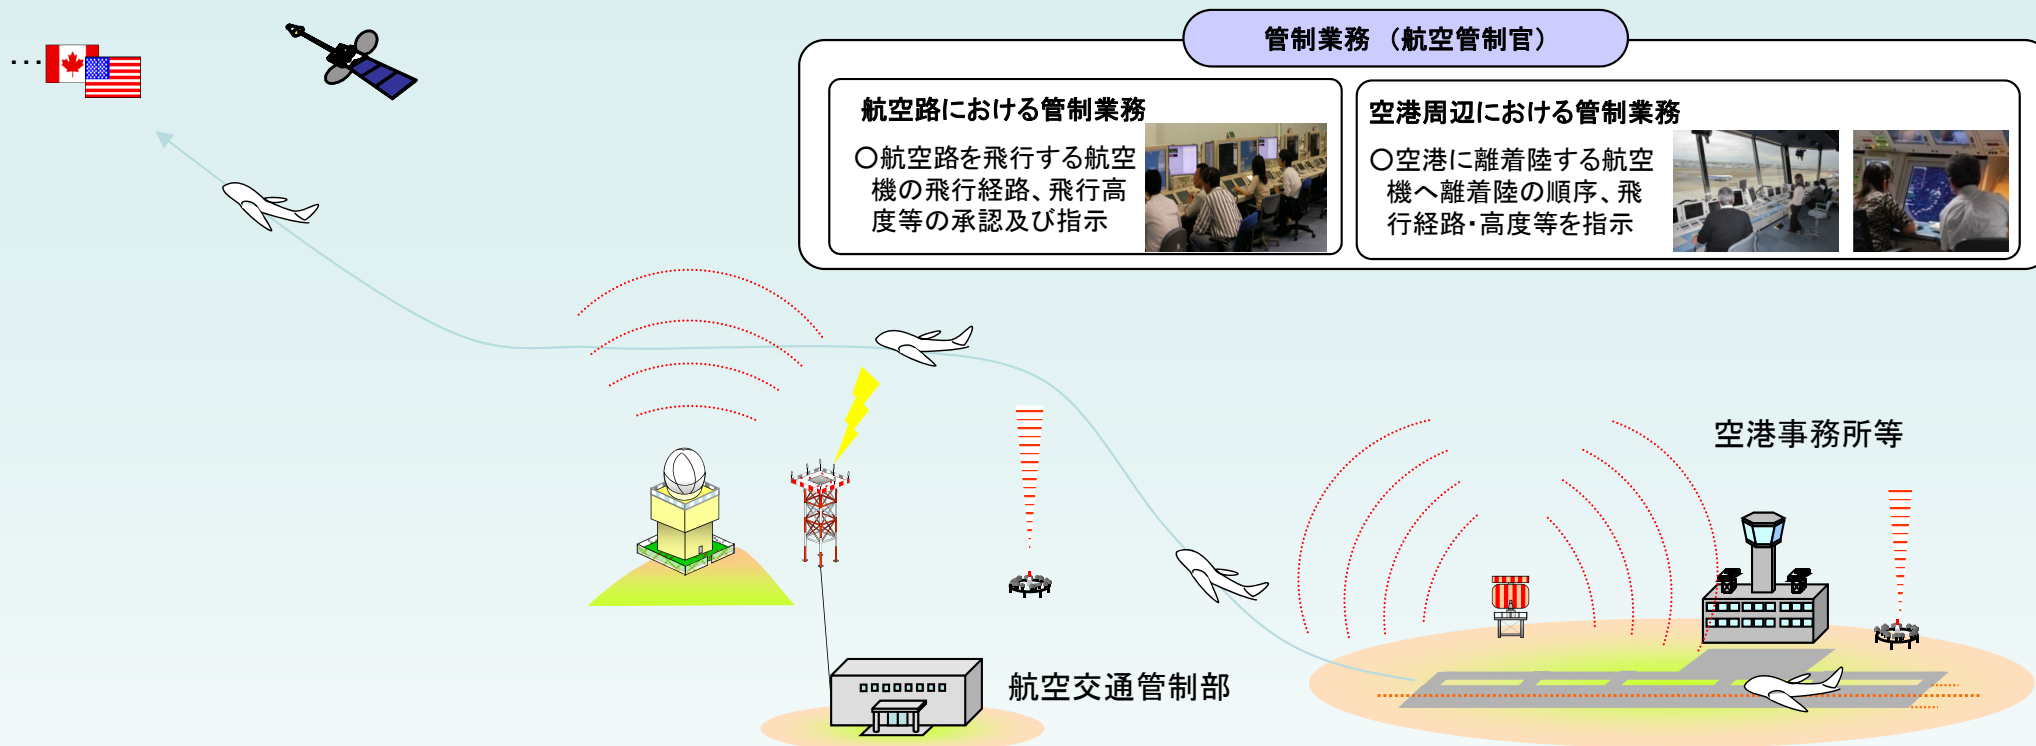 …
管制業務 (航空管制官)
航空路における管制業務
○航空路を飛行する航空
機の飛行経路、飛行高
度等の承認及び指示
空港周辺における管制業務
○空港に離着陸する航空
機へ離着陸の順序、飛
行経路・高度等を指示
空港事務所等
航空交通管制部